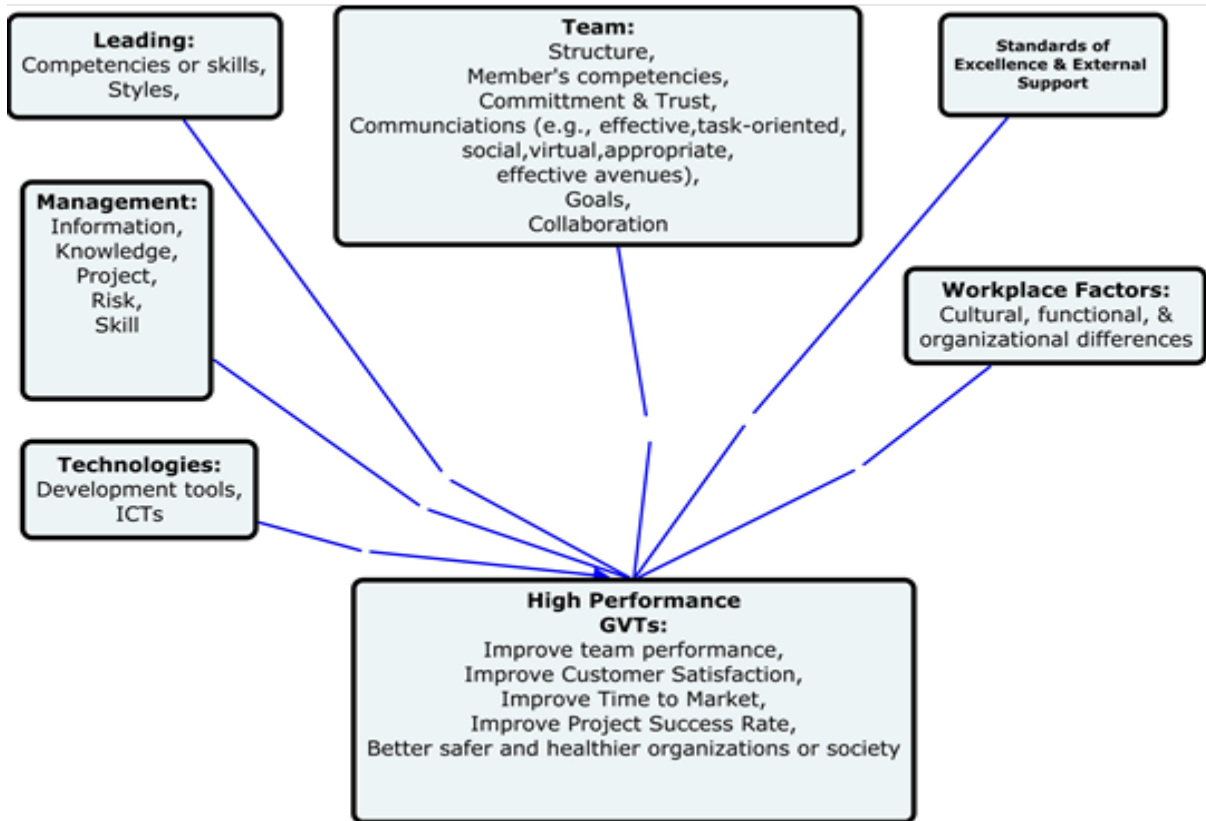 Leading:
Competencies or skills,
Styles,
Team:
Structure,
Member's competencies,
Committment & Trust,
Communciations (e.g., effective,task-oriented,
social,virtual,appropriate,
effective avenues),
Goals,
Collaboration
Standards of
Excellence & External
Support
Management:
Information,
Knowledge,
Project,
Risk,
Skill
Workplace Factors:
Cultural, functional, &
organizational differences
Technologies:
Development tools,
ICTs
High Performance
GVTs:
Improve team performance,
Improve Customer Satisfaction,
Improve Time to Market,
Improve Project Success Rate,
Better safer and healthier organizations or society